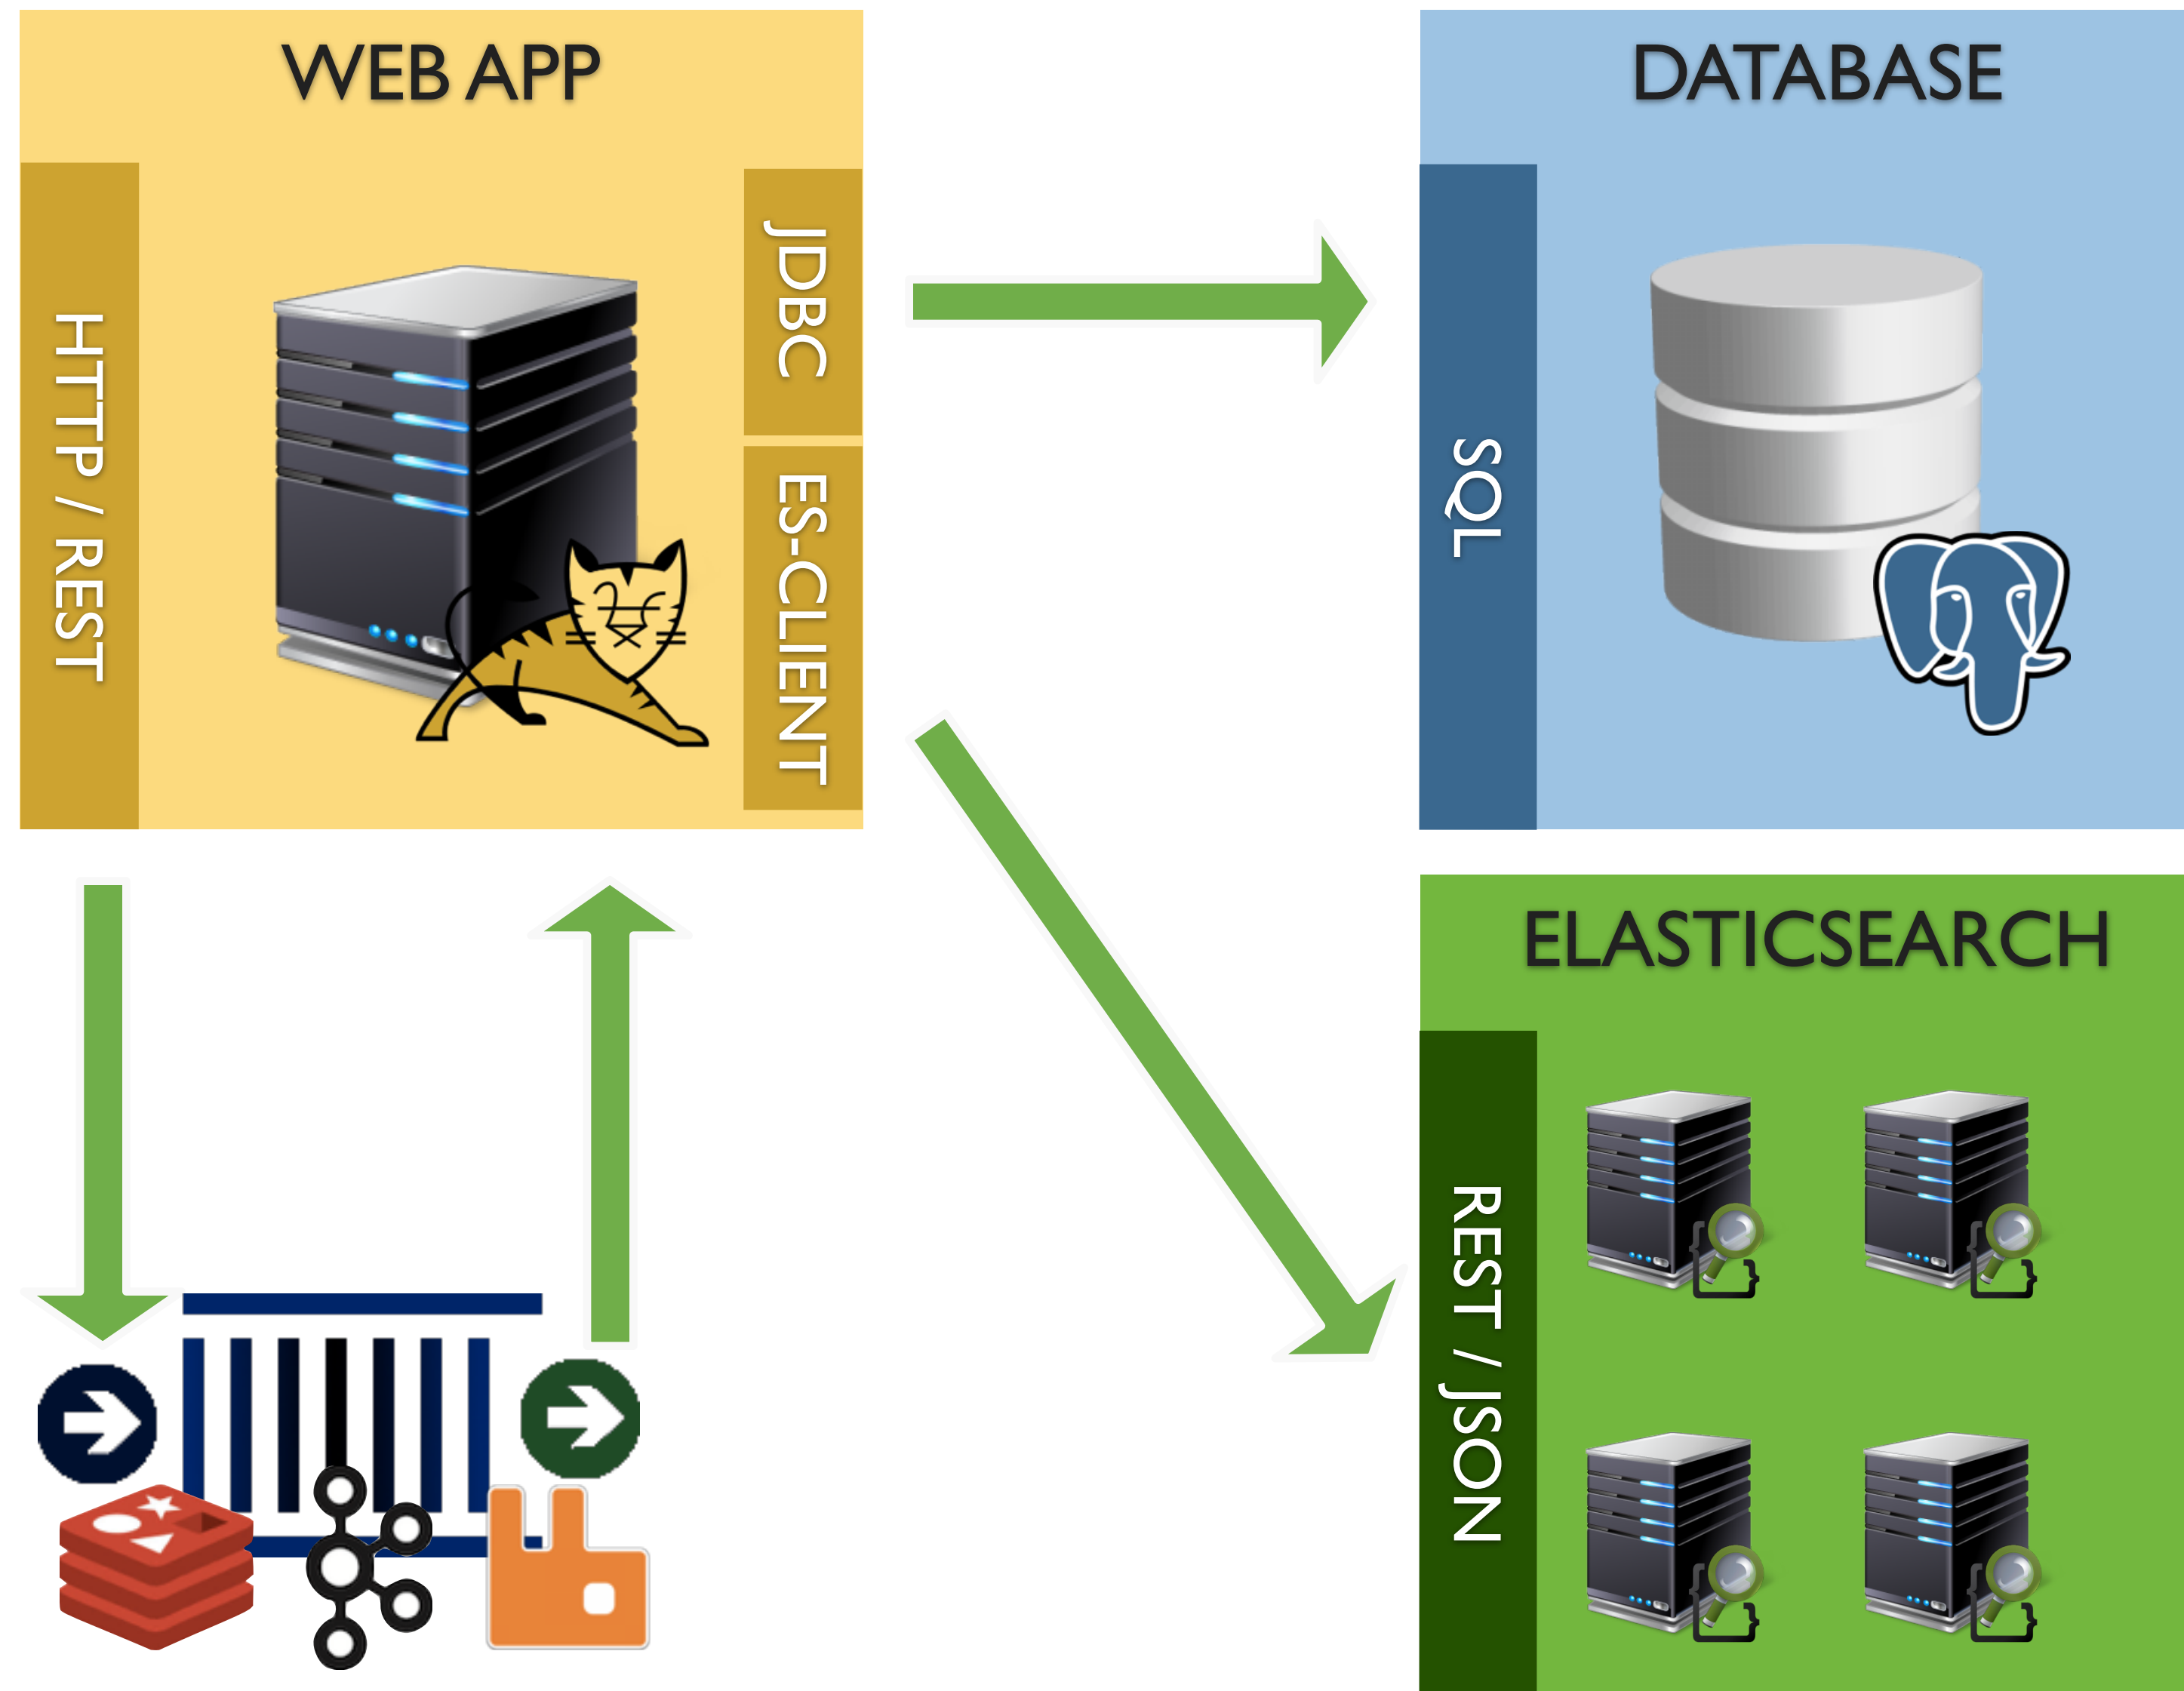 WEB APP
HTTP / REST
JDBC
ES-CLIENT
DATABASE
SQL
ELASTICSEARCH
REST / JSON